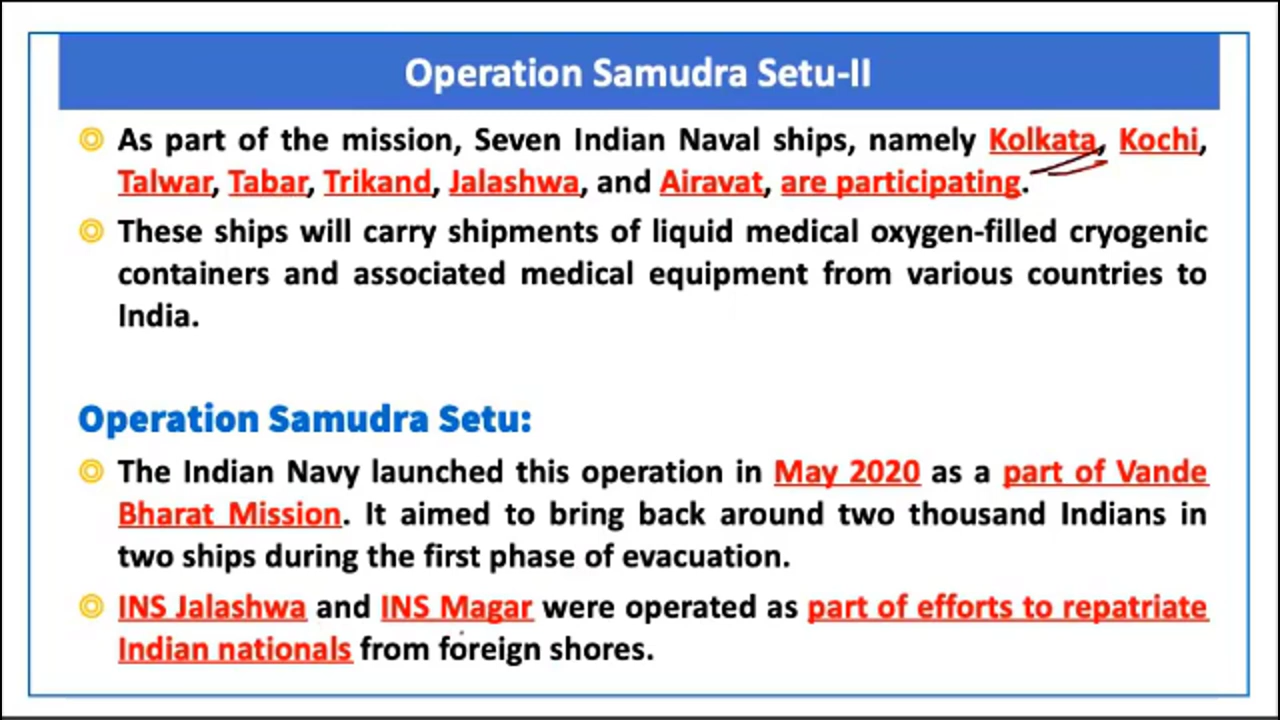 Operation Samudra Setu-II
As part of the mission, Seven Indian Naval ships, namely Kolkata, Kochi,
Talwar, Tabar, Trikand, Jalashwa, and Airavat, are participating.
These ships will carry shipments of liquid medical oxygen-filled cryogenic
containers and associated medical equipment from various countries to
India.
Operation Samudra Setu:
The Indian Navy launched this operation in May 2020 as a part of Vande
Bharat Mission. It aimed to bring back around two thousand Indians in
two ships during the first phase of evacuation.
INS Jalashwa and INS Magar were operated as part of efforts to repatriate
Indian nationals from foreign shores.